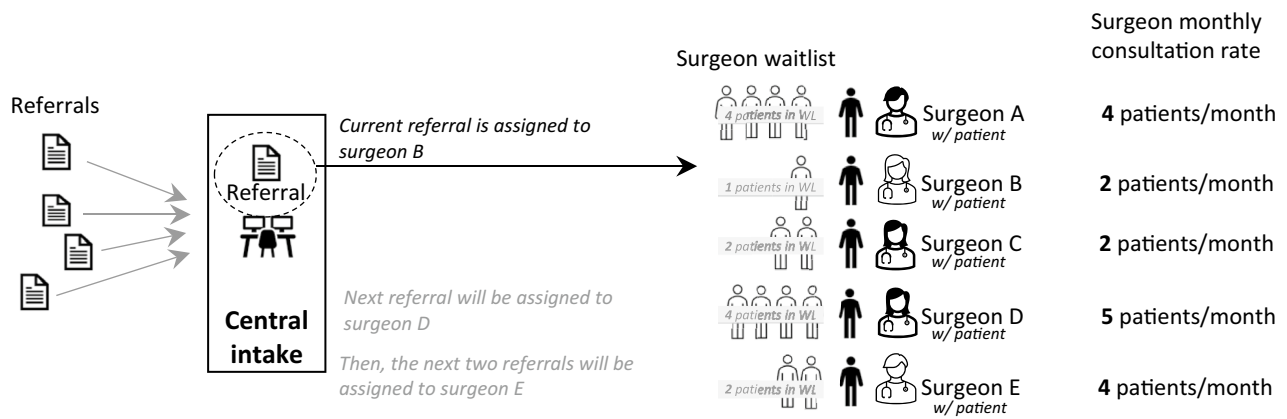 Surgeon monthly
consultation rate
Surgeon waitlist
Referrals
Current referral is assigned to
surgeon B
Referral
Central
intake
Next referral will be assigned to
surgeon D
Then, the next two referrals will be
assigned to surgeon E
4 patients in WL
Surgeon A
w/ patient
4 patients/month
1 patients in WL
Surgeon B
w/ patient
2 patients/month
2 patients in WL
Surgeon C
w/ patient
2 patients/month
4 patients in WL
Surgeon D
w/ patient
5 patients/month
2 patients in WL
Surgeon E
w/ patient
4 patients/month